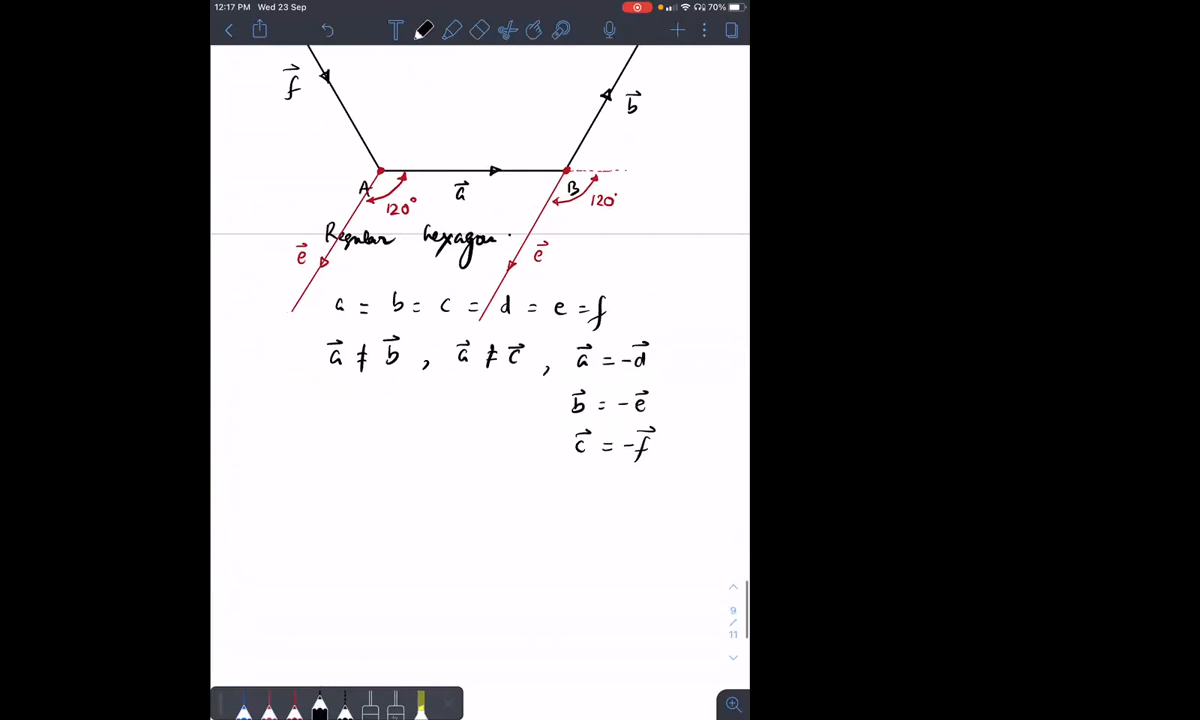 12:17 PM Wed 23 Sep 70%
T
f⃗
b⃗
A a⃗ B
120° 120°
Regular hexagon.
e⃗ e⃗
a = b = c = d = e = f
a⃗ ≠ b⃗ , a⃗ ≠ c⃗ , a⃗ = -d⃗
b⃗ = -e⃗
c⃗ = -f⃗
9
/
11